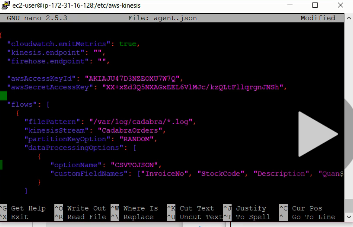 ec2-user@ip-172-31-16-128:/etc/aws-kinesis
GNU nano 2.5.3 File: agent.json Modified
"cloudwatch.emitMetrics": true,
"kinesis.endpoint": "",
"firehose.endpoint": "",
"awsAccessKeyId":
"awsSecretAccessKey":
"flows": [
{
"filePattern": "/var/log/cadabra/*.log",
"kinesisStream": "CadabraOrders",
"partitionKeyOption": "RANDOM",
"dataProcessingOptions": [
{
"optionName": "CSVTOJSON",
"customFieldNames": ["InvoiceNo", "StockCode", "Description", "Quan$
}
]
^G Get Help ^O Write Out ^W Where Is ^K Cut Text ^J Justify ^C Cur Pos
^X Exit ^R Read File ^\ Replace ^U Uncut Text ^T To Spell ^_ Go To Line